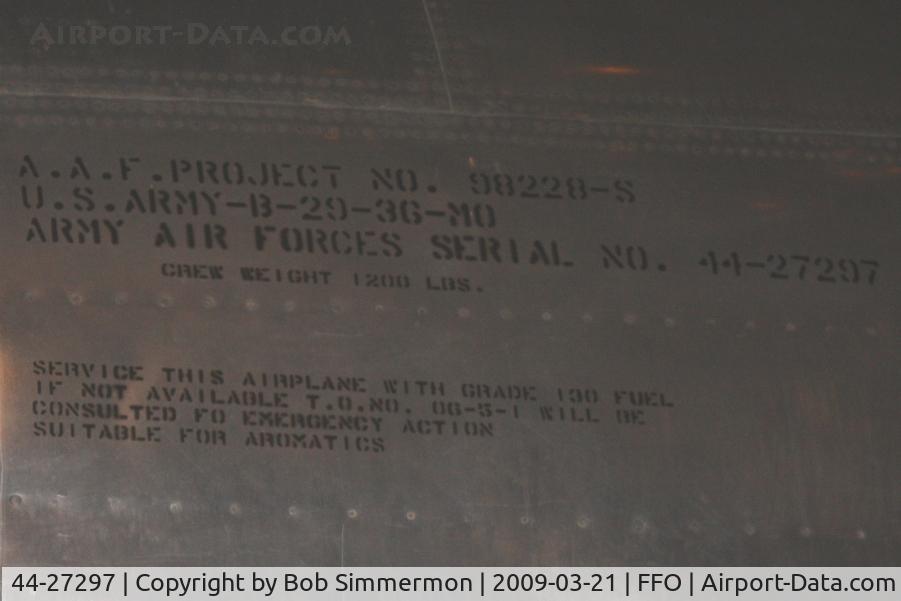 AIRPORT-DATA.COM
A.A.F.PROJECT NO. 98228-S
U.S.ARMY-B-29-36-MO
ARMY AIR FORCES SERIAL NO. 44-27297
CREW WEIGHT 1200 LBS.
SERVICE THIS AIRPLANE WITH GRADE 130 FUEL
IF NOT AVAILABLE T.O.NO. 06-5-1 WILL BE
CONSULTED FO EMERGENCY ACTION
SUITABLE FOR AROMATICS
44-27297 | Copyright by Bob Simmermon | 2009-03-21 | FFO | Airport-Data.com